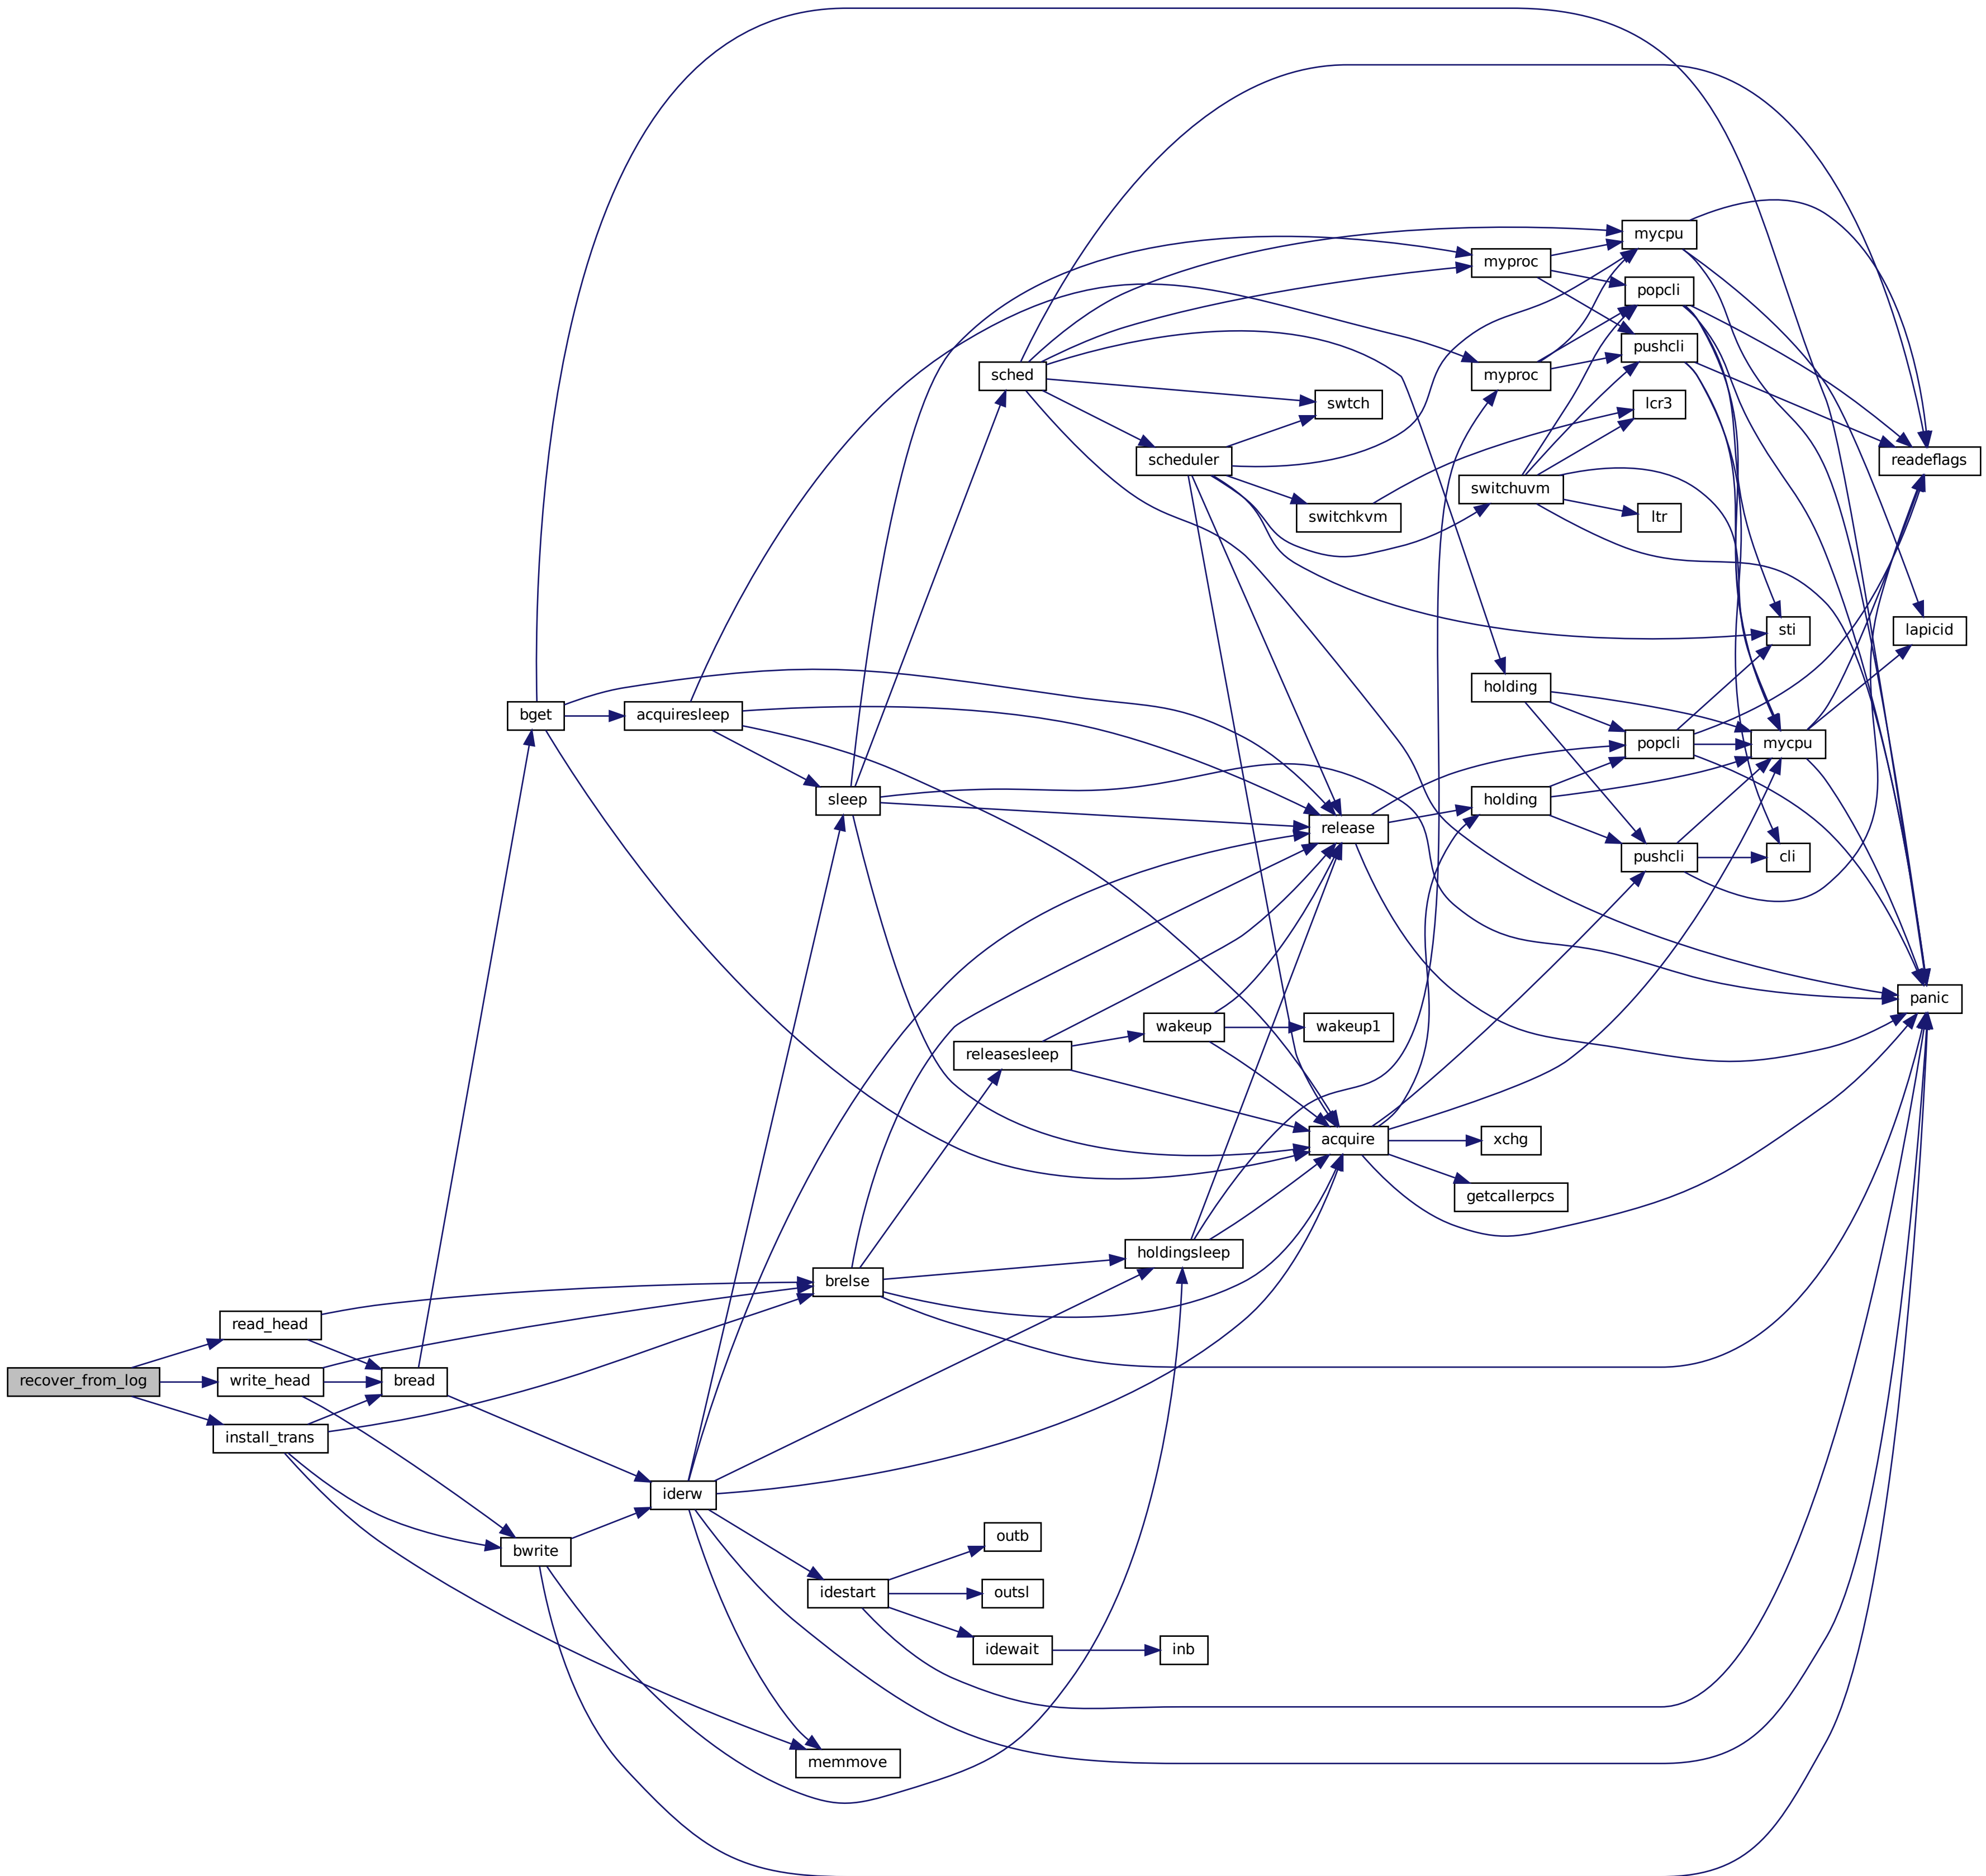 recover_from_log
read_head
write_head
install_trans
bread
bwrite
bget
acquiresleep
iderw
sleep
brelse
idestart
memmove
sched
releasesleep
outb
outsl
idewait
scheduler
wakeup
holdingsleep
inb
swtch
switchkvm
release
wakeup1
acquire
myproc
myproc
switchuvm
holding
holding
xchg
getcallerpcs
mycpu
popcli
pushcli
lcr3
ltr
popcli
pushcli
sti
mycpu
cli
readeflags
lapicid
panic